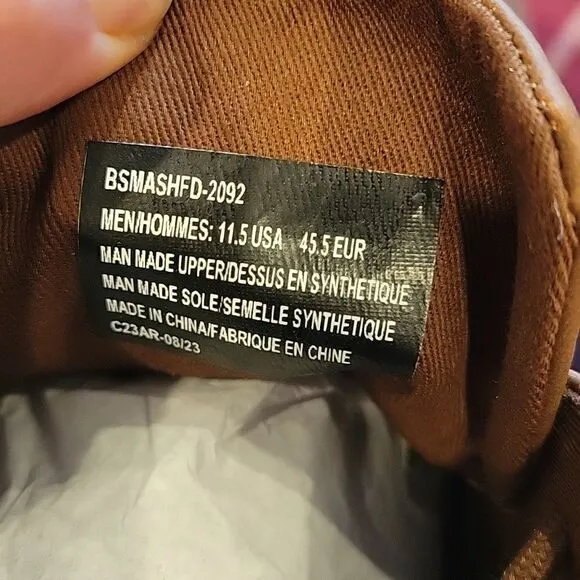 BSMASHFD-2092
MEN/HOMMES: 11.5 USA 45.5 EUR
MAN MADE UPPER/DESSUS EN SYNTHETIQUE
MAN MADE SOLE/SEMELLE SYNTHETIQUE
MADE IN CHINA/FABRIQUE EN CHINE
C23AR-08/23